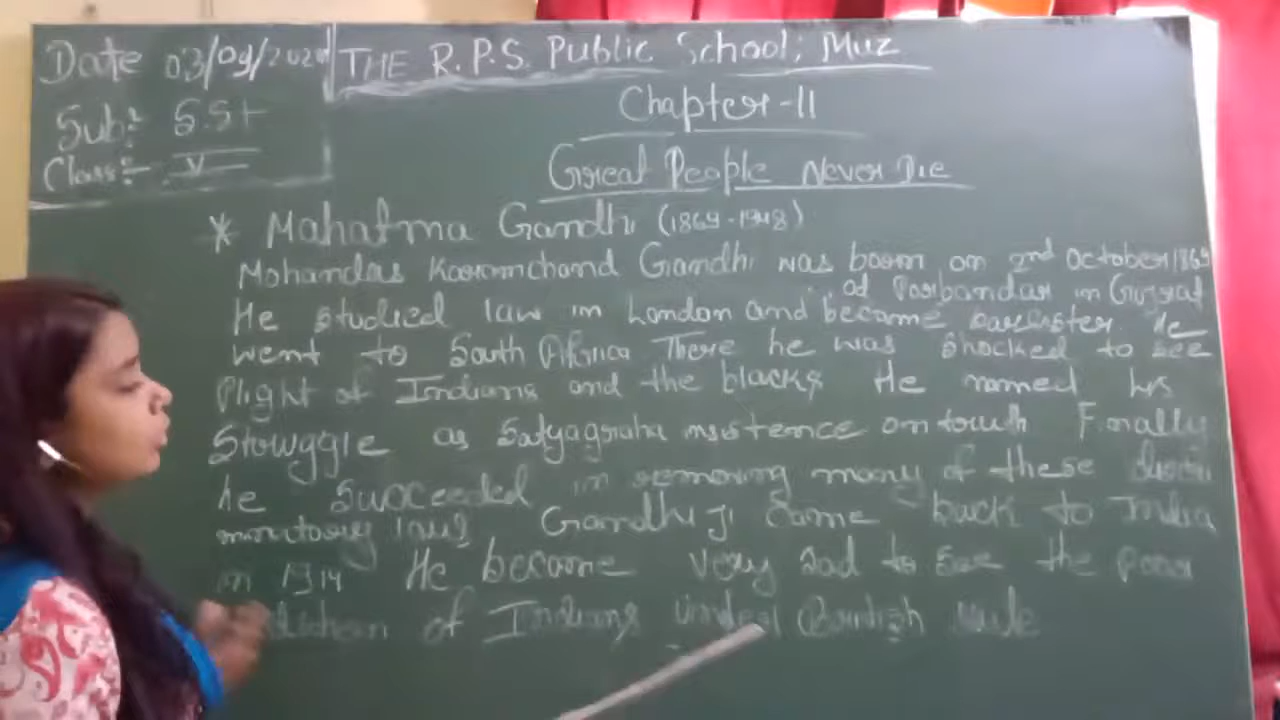 Date 03/09/202
THE R.P.S. Public School; Muz
Sub: S.St
Class:- V
Chapter-11
Great People Never Die
* Mahatma Gandhi (1869-1948)
Mohandas Karamchand Gandhi was born on 2nd October 1869
at Porbandar in Gujrat
He studied law in London and became barrister. He
went to South Africa There he was shocked to see
Plight of Indians and the blacks He named his
Struggle as Satyagraha insistence on truth Finally
he succeeded in removing many of these
Gandhi Ji came back to India
in 1914 He became very sad to see the poor
of Indians under British rule